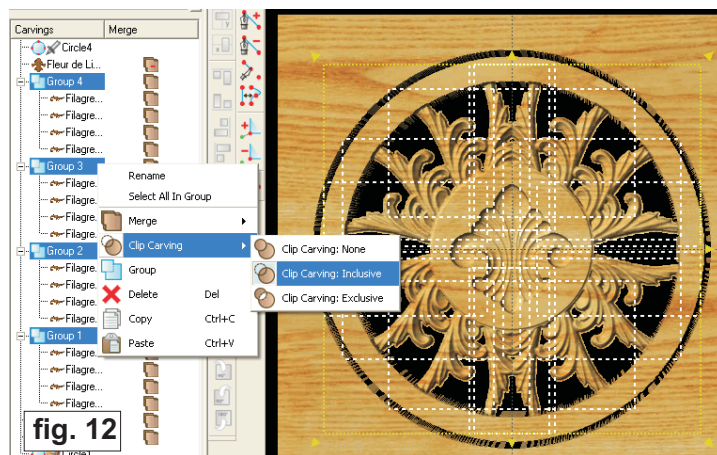 Carvings Merge
Circle4
Fleur de Li...
Group 4
Filagre...
Filagre...
Filagre...
Filagre...
Group 3
Filagre.
Filagre.
Filagre.
Filagre.
Group 2
Filagre.
Filagre.
Filagre.
Filagre.
Group 1
Filagre...
Filagre...
Filagre...
Filagre...
Circle1
Rename
Select All In Group
Merge
Clip Carving
Group
Delete Del
Copy Ctrl+C
Paste Ctrl+V
Clip Carving: None
Clip Carving: Inclusive
Clip Carving: Exclusive
fig. 12